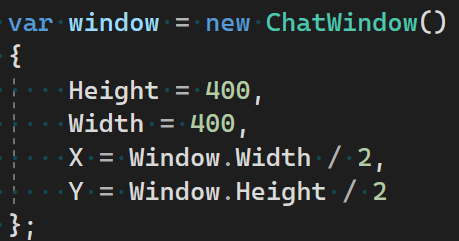 var window = new ChatWindow()
{
    Height = 400,
    Width = 400,
    X = Window.Width / 2,
    Y = Window.Height / 2
};